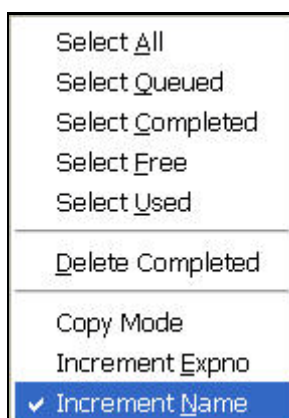 Select All
Select Queued
Select Completed
Select Free
Select Used
Delete Completed
Copy Mode
Increment Expno
Increment Name